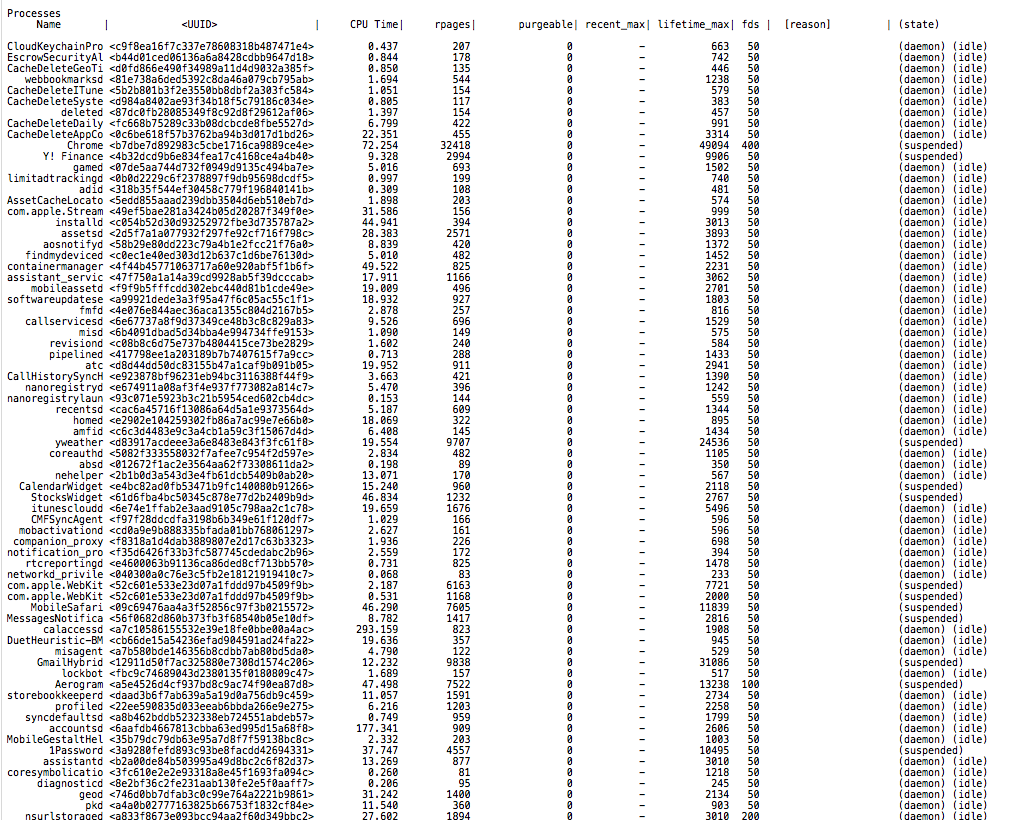 Processes
Name | <UUID> | CPU Time| rpages| purgeable| recent_max| lifetime_max| fds | [reason] | (state)
CloudKeychainPro <c9f8ea16f7c337e78608318b487471e4> 0.437 207 0 - 663 50 (daemon) (idle)
EscrowSecurityAl <b44d01ced06136a6a8428cdbb9647d18> 0.844 178 0 - 742 50 (daemon) (idle)
CacheDeleteGeoTi <d0fd866e490f34989a11d4d9032a385f> 0.850 135 0 - 446 50 (daemon) (idle)
webbookmarksd <81e738a6ded5392c8da46a079cb795ab> 1.694 544 0 - 1238 50 (daemon) (idle)
CacheDeleteITune <5b2b801b3f2e3550bb8dbf2a303fc584> 1.051 154 0 - 579 50 (daemon) (idle)
CacheDeleteSyste <d984a8402ae93f34b18f5c79186c034e> 0.805 117 0 - 383 50 (daemon) (idle)
deleted <87dc0fb28085349f8c92d8f29612af06> 1.397 154 0 - 457 50 (daemon) (idle)
CacheDeleteDaily <fc668b75289c33b08dcbcde8fbe5527d> 6.799 422 0 - 991 50 (daemon) (idle)
CacheDeleteAppCo <0c6be618f57b3762ba94b3d017d1bd26> 22.351 455 0 - 3314 50 (daemon) (idle)
Chrome <b7dbe7d892983c5cbe1716ca9889ce4e> 72.254 32418 0 - 49094 400 (suspended)
Y! Finance <4b32dcd9b6e834fea17c4168ce4a4b40> 9.328 2994 0 - 9906 50 (suspended)
gamed <07de5aa744d732f0949d9135c494ba7e> 5.016 693 0 - 1502 50 (daemon) (idle)
limitadtrackingd <0b0d2229c6f2378897f9db95698dcdf5> 0.997 199 0 - 740 50 (daemon) (idle)
adid <318b35f544ef30458c779f196840141b> 0.309 108 0 - 481 50 (daemon) (idle)
AssetCacheLocato <5edd855aaad239dbb3504d6eb510eb7d> 1.898 203 0 - 574 50 (daemon) (idle)
com.apple.Stream <49ef5bae281a3424b05d20287f349f0e> 31.586 156 0 - 999 50 (daemon) (idle)
installd <c054b52d30d93252972fbe3d735787a2> 44.941 394 0 - 3013 50 (daemon) (idle)
assetsd <2d5f7a1a077932f297fe92cf716f798c> 28.383 2571 0 - 3893 50 (daemon) (idle)
aosnotifyd <58b29e80dd223c79a4b1e2fcc21f76a0> 8.839 420 0 - 1372 50 (daemon) (idle)
findmydeviced <c0ec1e40ed303d12b637c1d6be76130d> 5.010 482 0 - 1452 50 (daemon) (idle)
containermanager <4f44b4577106371 7a60e920abf5f1b6f> 49.522 825 0 - 2231 50 (daemon) (idle)
assistant_servic <47f750a1a14a39cd9928ab5f39dcccab> 17.911 1166 0 - 3062 50 (daemon) (idle)
mobileassetd <f9f9b5fffcdd302ebc440d81b1cde49e> 19.009 496 0 - 2701 50 (daemon) (idle)
softwareupdatese <a99921dede3a3f95a47f6c05ac55c1f1> 18.932 927 0 - 1803 50 (daemon) (idle)
fmfd <4e076e844aec36aca1355c804d2167b5> 2.878 257 0 - 816 50 (daemon) (idle)
callservicesd <6e67737a8f9d37349ce48b3c8c829a83> 9.526 696 0 - 1529 50 (daemon) (idle)
misd <6b4091dbad5d34bba4e994734ffe9153> 1.090 149 0 - 575 50 (daemon) (idle)
revisiond <c08b8c6d75e737b4804415ce73be2829> 1.602 240 0 - 584 50 (daemon) (idle)
pipelined <417798ee1a203189b7b7407615f7a9cc> 0.713 288 0 - 1433 50 (daemon) (idle)
atc <d8d44dd50dc83155b47a1caf9b091b05> 19.952 911 0 - 2941 50 (daemon) (idle)
CallHistorySyncH <e923878bf96231eb94bc3116388f44f9> 3.663 421 0 - 1390 50 (daemon) (idle)
nanoregistryd <e674911a08af3f4e937f773082a814c7> 5.470 396 0 - 1242 50 (daemon) (idle)
nanoregistrylaun <93c071e5923b3c21b5954ced602cb4dc> 0.153 144 0 - 559 50 (daemon) (idle)
recentsd <cac6a45716f13086a64d5a1e9373564d> 5.187 609 0 - 1344 50 (daemon) (idle)
homed <e2902e104259302fb86a7ac99e7e66b0> 18.069 322 0 - 895 50 (daemon) (idle)
amfid <c6c3d4483e9c3a4cb1a59c3f15067d4d> 6.408 145 0 - 1434 50 (daemon) (idle)
yweather <d83917acdeee3a6e8483e843f3fc61f8> 19.554 9707 0 - 24536 50 (suspended)
coreauthd <5082f333558032f7afee7c954f2d597e> 2.834 482 0 - 1105 50 (daemon) (idle)
absd <012672f1ac2e3564aa62f73308611da2> 0.198 89 0 - 350 50 (daemon) (idle)
nehelper <2b1b0d3a543d3e4fb61dcb5409b0ab20> 13.071 170 0 - 567 50 (daemon) (idle)
CalendarWidget <e4bc82ad0fb53471b9fc140080b91266> 15.240 960 0 - 2118 50 (suspended)
StocksWidget <61d6fba4bc50345c878e77d2b2409b9d> 46.834 1232 0 - 2767 50 (suspended)
itunescloudd <6e74e1ffab2e3aad9105c798aa2c1c78> 19.659 1676 0 - 5496 50 (daemon) (idle)
CMFSyncAgent <f97f28ddcdfa3198b6b349e61f120df7> 1.029 166 0 - 596 50 (daemon) (idle)
mobactivationd <cd0a9e9b888335bfada01bb768061297> 2.627 161 0 - 596 50 (daemon) (idle)
companion_proxy <f8318a1d4dab3889807e2d17c63b3323> 1.936 226 0 - 698 50 (daemon) (idle)
notification_pro <f35d6426f33b3fc587745cdedabc2b96> 2.559 172 0 - 394 50 (daemon) (idle)
rtcreportingd <e4600063b91136ca86ded8cf713bb570> 0.731 825 0 - 1478 50 (daemon) (idle)
networkd_privile <040300a0c76e3c5fb2e18121919410c7> 0.068 83 0 - 233 50 (daemon) (idle)
com.apple.WebKit <52c601e533e23d07a1fddd97b4509f9b> 2.187 6163 0 - 7721 50 (suspended)
com.apple.WebKit <52c601e533e23d07a1fddd97b4509f9b> 0.531 1168 0 - 2000 50 (suspended)
MobileSafari <09c69476aa4a3f52856c97f3b0215572> 46.290 7605 0 - 11839 50 (suspended)
MessagesNotifica <56f0682d860b373fb3f68540b05e10df> 8.782 1417 0 - 2816 50 (suspended)
calaccessd <a7c10586155532e39e18fe0bbe00a4ac> 293.159 823 0 - 1908 50 (daemon) (idle)
DuetHeuristic-BM <cb66de15a54236efad904591ad24fa22> 19.636 357 0 - 945 50 (daemon) (idle)
misagent <a7b580bde146356b8cdbb7ab80bd5da0> 4.790 122 0 - 529 50 (daemon) (idle)
GmailHybrid <12911d50f7ac325880e7308d1574c206> 12.232 9838 0 - 31086 50 (suspended)
lockbot <fbc9c74689043d2380135f0180809c47> 1.689 157 0 - 517 50 (daemon) (idle)
Aerogram <a5e4526d4cf937bd8c9ac74f90ea87d8> 47.498 7522 0 - 13238 100 (suspended)
storebookkeeperd <daad3b6f7ab639a5a19d0a756db9c459> 11.057 1591 0 - 2734 50 (daemon) (idle)
profiled <22ee590835d033eeab6bbda266e9e275> 6.216 1203 0 - 2258 50 (daemon) (idle)
syncdefaultsd <a8b462bddb5232338eb724551abdeb57> 0.749 959 0 - 1799 50 (daemon) (idle)
accountsd <6aafdb4667813cbba63ed995d15a68f8> 177.341 909 0 - 2606 50 (daemon) (idle)
MobileGestaltHel <35b79dc79db63e95a7d8f7f59138bc8c> 2.332 203 0 - 1003 50 (daemon) (idle)
1Password <3a9280fefd893c93be8facdd42694331> 37.747 4557 0 - 10495 50 (suspended)
assistantd <b2a00de84b503995a49d8bc2c6f82d37> 13.269 877 0 - 3010 50 (daemon) (idle)
coresymbolicatio <3fc610e2e2e93318a8e45f1693fa094c> 0.260 81 0 - 1218 50 (daemon) (idle)
diagnosticd <8e2bf36c2fe231aab130fe2e5f0aaff7> 0.206 95 0 - 245 50 (daemon) (idle)
geod <746d0bb7dfab3c0c99e764a2221b9861> 31.242 1400 0 - 2134 50 (daemon) (idle)
pkd <a4a0b02777163825b66753f1832cf84e> 11.540 360 0 - 903 50 (daemon) (idle)
nsurlstoraged <a833f8673e093bcc94aa2f60d349bbc2> 27.602 1894 0 - 3010 200 (daemon) (idle)